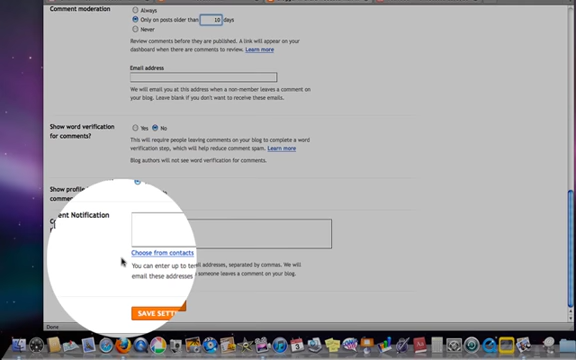 Comment moderation
Always
Only on posts older than 10 days
Never
Review comments before they are published. A link will appear on your
dashboard when there are comments to review. Learn more
Email address
We will email you at this address when a non-member leaves a comment on
your blog. Leave blank if you don't want to receive these emails.
Show word verification
for comments?
Yes No
This will require people leaving comments on your blog to complete a word
verification step, which will help reduce comment spam. Learn more
Blog authors will not see word verification for comments.
Show
ent Notification
Choose from contacts
You can enter up to ten email addresses, separated by commas. We will
email these addresses someone leaves a comment on your blog.
SAVE SETT
Done